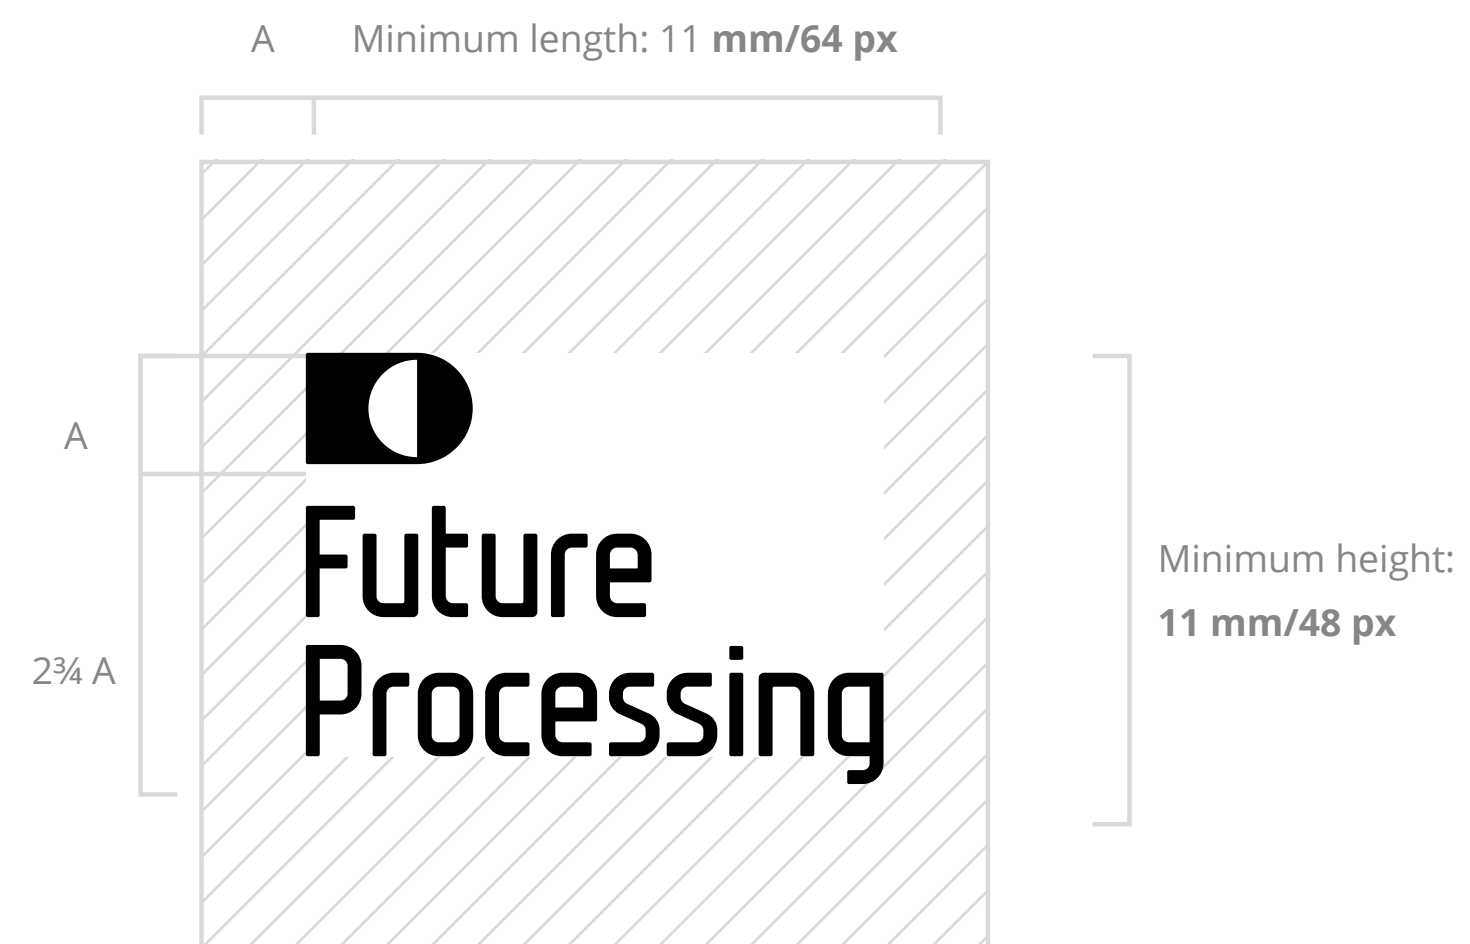 A Minimum length: 11 mm/64 px
A
Future
Minimum height:
11 mm/48 px
2¾ A
Processing